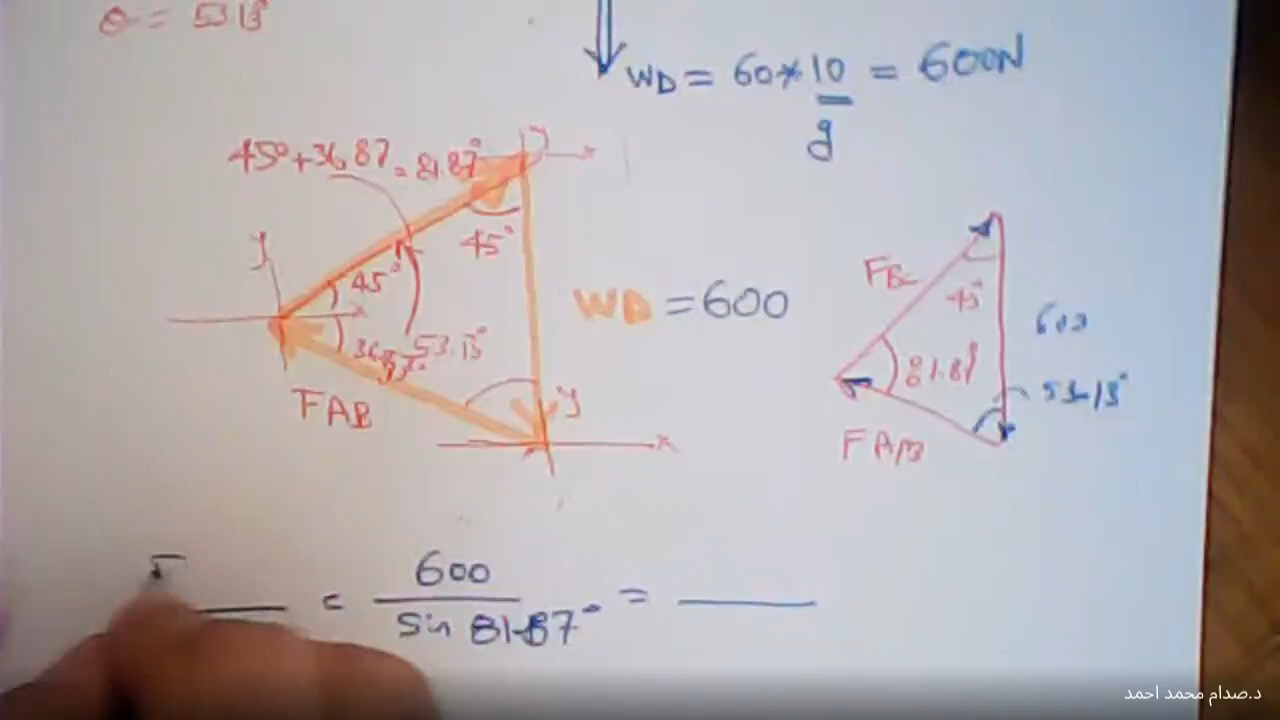 θ = 53.13°
WD = 60*10 = 600N
g
45°+36.87 = 81.87°
y
x
45°
y
45°
x
WD = 600
36.87°
53.13°
FAB
y
x
FBC
45°
600
81.87
53.13°
FAB
F
= 600 / sin 81.87° =
د.صدام محمد احمد